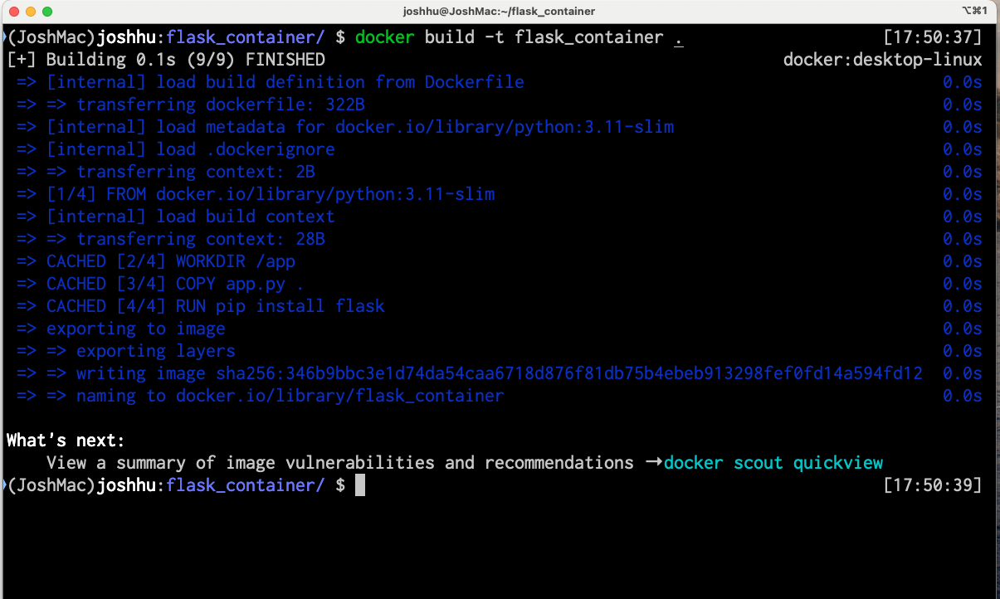 joshhu@JoshMac:~/flask_container ⌥⌘1
(JoshMac)joshhu:flask_container/ $ docker build -t flask_container . [17:50:37]
[+] Building 0.1s (9/9) FINISHED docker:desktop-linux
=> [internal] load build definition from Dockerfile 0.0s
=> => transferring dockerfile: 322B 0.0s
=> [internal] load metadata for docker.io/library/python:3.11-slim 0.0s
=> [internal] load .dockerignore 0.0s
=> => transferring context: 2B 0.0s
=> [1/4] FROM docker.io/library/python:3.11-slim 0.0s
=> [internal] load build context 0.0s
=> => transferring context: 28B 0.0s
=> CACHED [2/4] WORKDIR /app 0.0s
=> CACHED [3/4] COPY app.py . 0.0s
=> CACHED [4/4] RUN pip install flask 0.0s
=> exporting to image 0.0s
=> => exporting layers 0.0s
=> => writing image sha256:346b9bbc3e1d74da54caa6718d876f81db75b4ebeb913298fef0fd14a594fd12 0.0s
=> => naming to docker.io/library/flask_container 0.0s
What's next:
View a summary of image vulnerabilities and recommendations → docker scout quickview
(JoshMac)joshhu:flask_container/ $ [17:50:39]